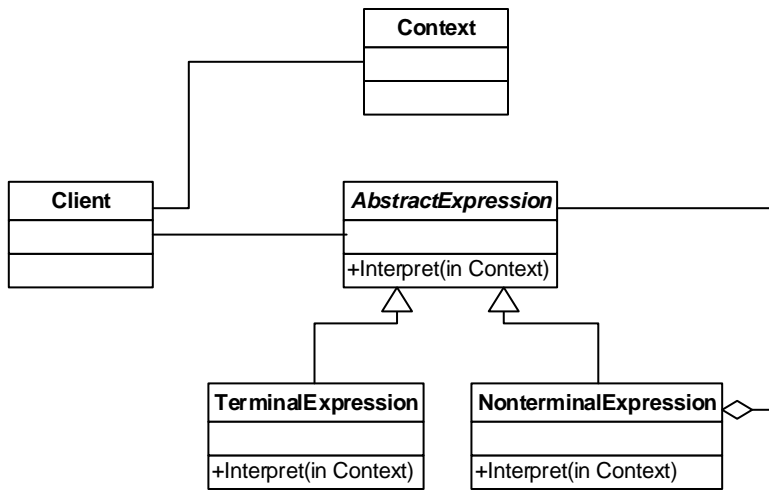 Context
Client
AbstractExpression
+Interpret(in Context)
TerminalExpression
NonterminalExpression
+Interpret(in Context)
+Interpret(in Context)